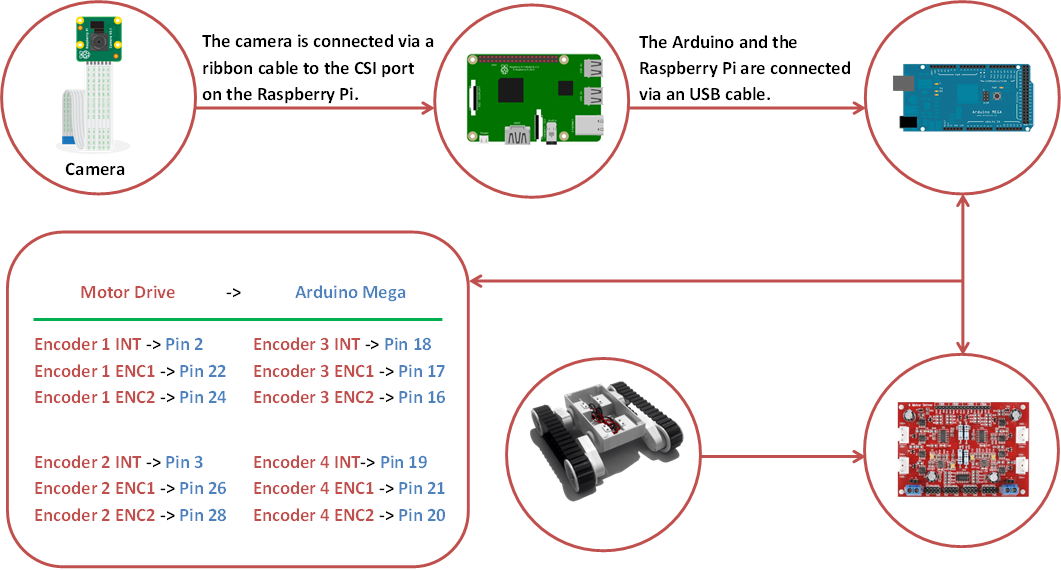 The camera is connected via a
ribbon cable to the CSI port
on the Raspberry Pi.
The Arduino and the
Raspberry Pi are connected
via an USB cable.
Camera
Arduino MEGA
Motor Drive -> Arduino Mega
Encoder 1 INT -> Pin 2
Encoder 1 ENC1 -> Pin 22
Encoder 1 ENC2 -> Pin 24
Encoder 3 INT -> Pin 18
Encoder 3 ENC1 -> Pin 17
Encoder 3 ENC2 -> Pin 16
Encoder 2 INT -> Pin 3
Encoder 2 ENC1 -> Pin 26
Encoder 2 ENC2 -> Pin 28
Encoder 4 INT-> Pin 19
Encoder 4 ENC1 -> Pin 21
Encoder 4 ENC2 -> Pin 20